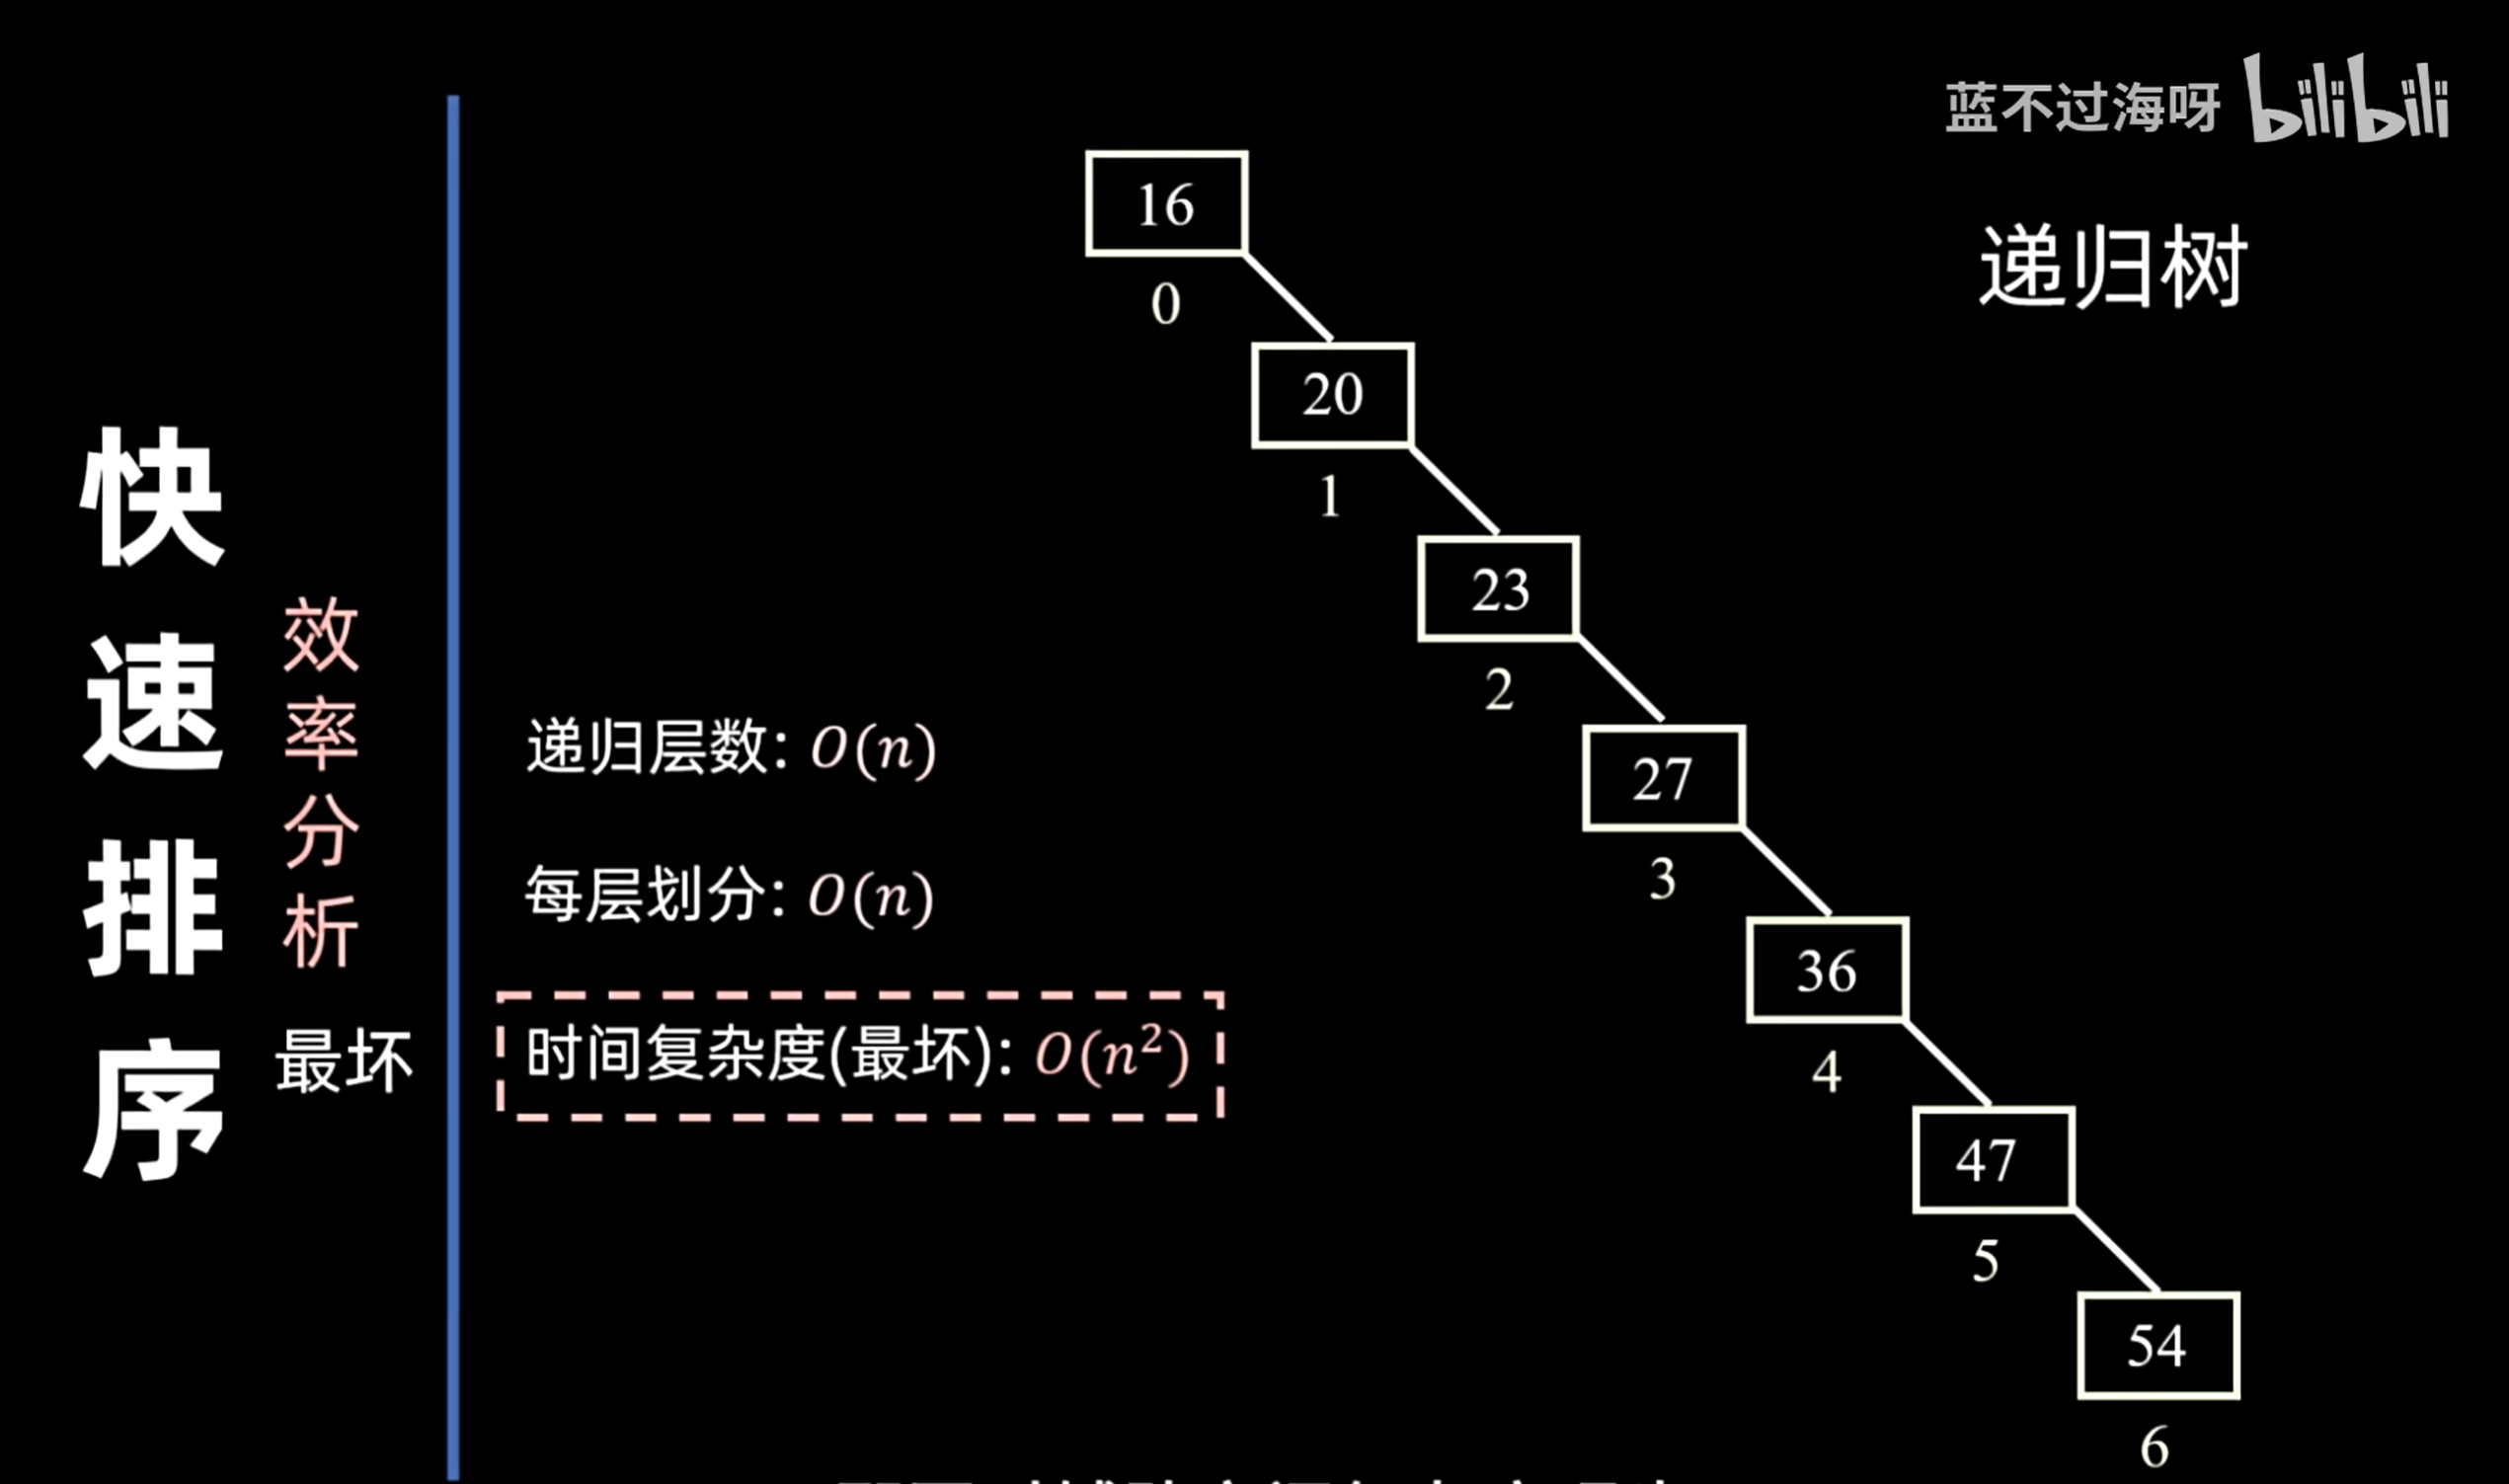 蓝不过海呀 bilibili
递归树
快速排序
效率分析
最坏
16
0
20
1
23
2
27
3
36
4
47
5
54
6
递归层数: O(n)
每层划分: O(n)
时间复杂度(最坏): O(n²)